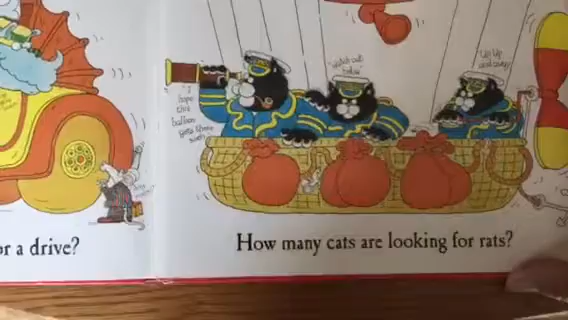 "I
hope
this
balloon
gets there
soon"
"Watch out
below"
"Up Up
and away"
or a drive?
How many cats are looking for rats?